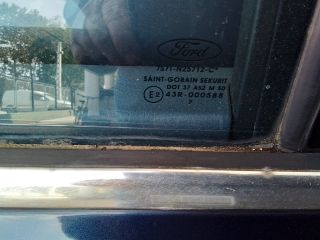 Ford
7S71-N25712-C*
SAINT-GOBAIN SEKURIT
DOT 37 AS2 M 50
E2 43R-000588